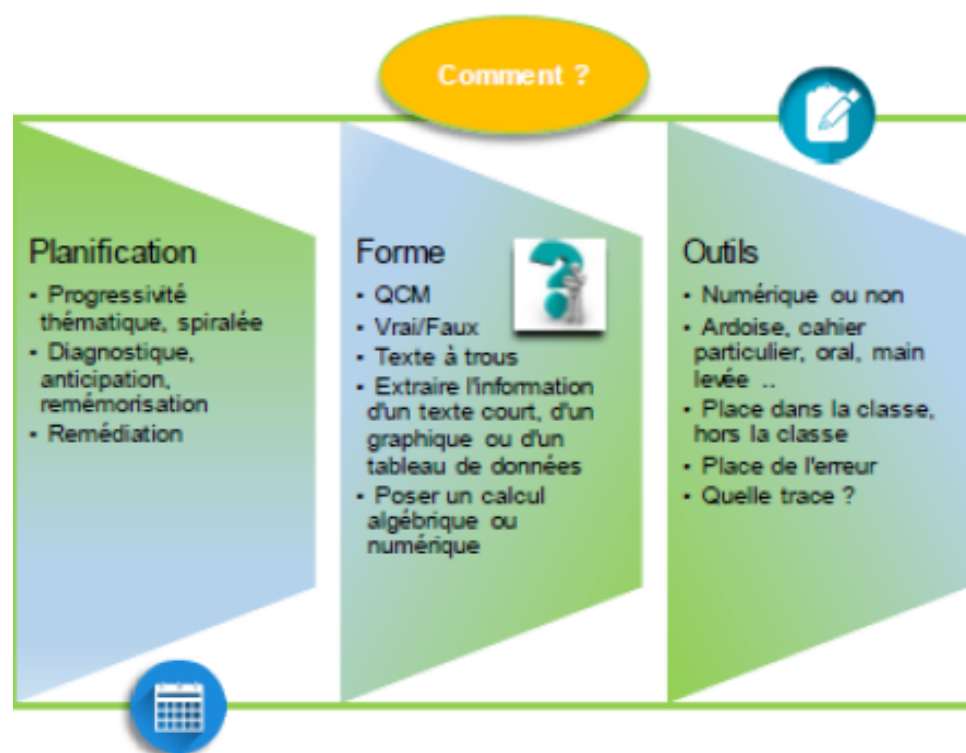 Comment ?
Planification
• Progressivité
thématique, spiralée
• Diagnostique,
anticipation,
remémorisation
• Remédiation
Forme
• QCM
• Vrai/Faux
• Texte à trous
• Extraire l'information
d'un texte court, d'un
graphique ou d'un
tableau de données
• Poser un calcul
algébrique ou
numérique
Outils
• Numérique ou non
• Ardoise, cahier
particulier, oral, main
levée ..
• Place dans la classe,
hors la classe
• Place de l'erreur
• Quelle trace ?